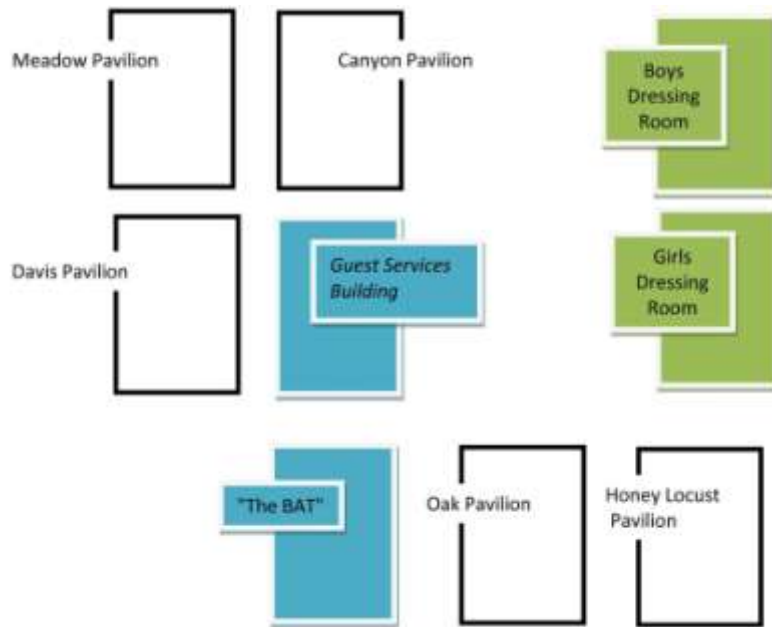 Meadow Pavilion
Canyon Pavilion
Boys
Dressing
Room
Davis Pavilion
Guest Services
Building
Girls
Dressing
Room
"The BAT"
Oak Pavilion
Honey Locust
Pavilion